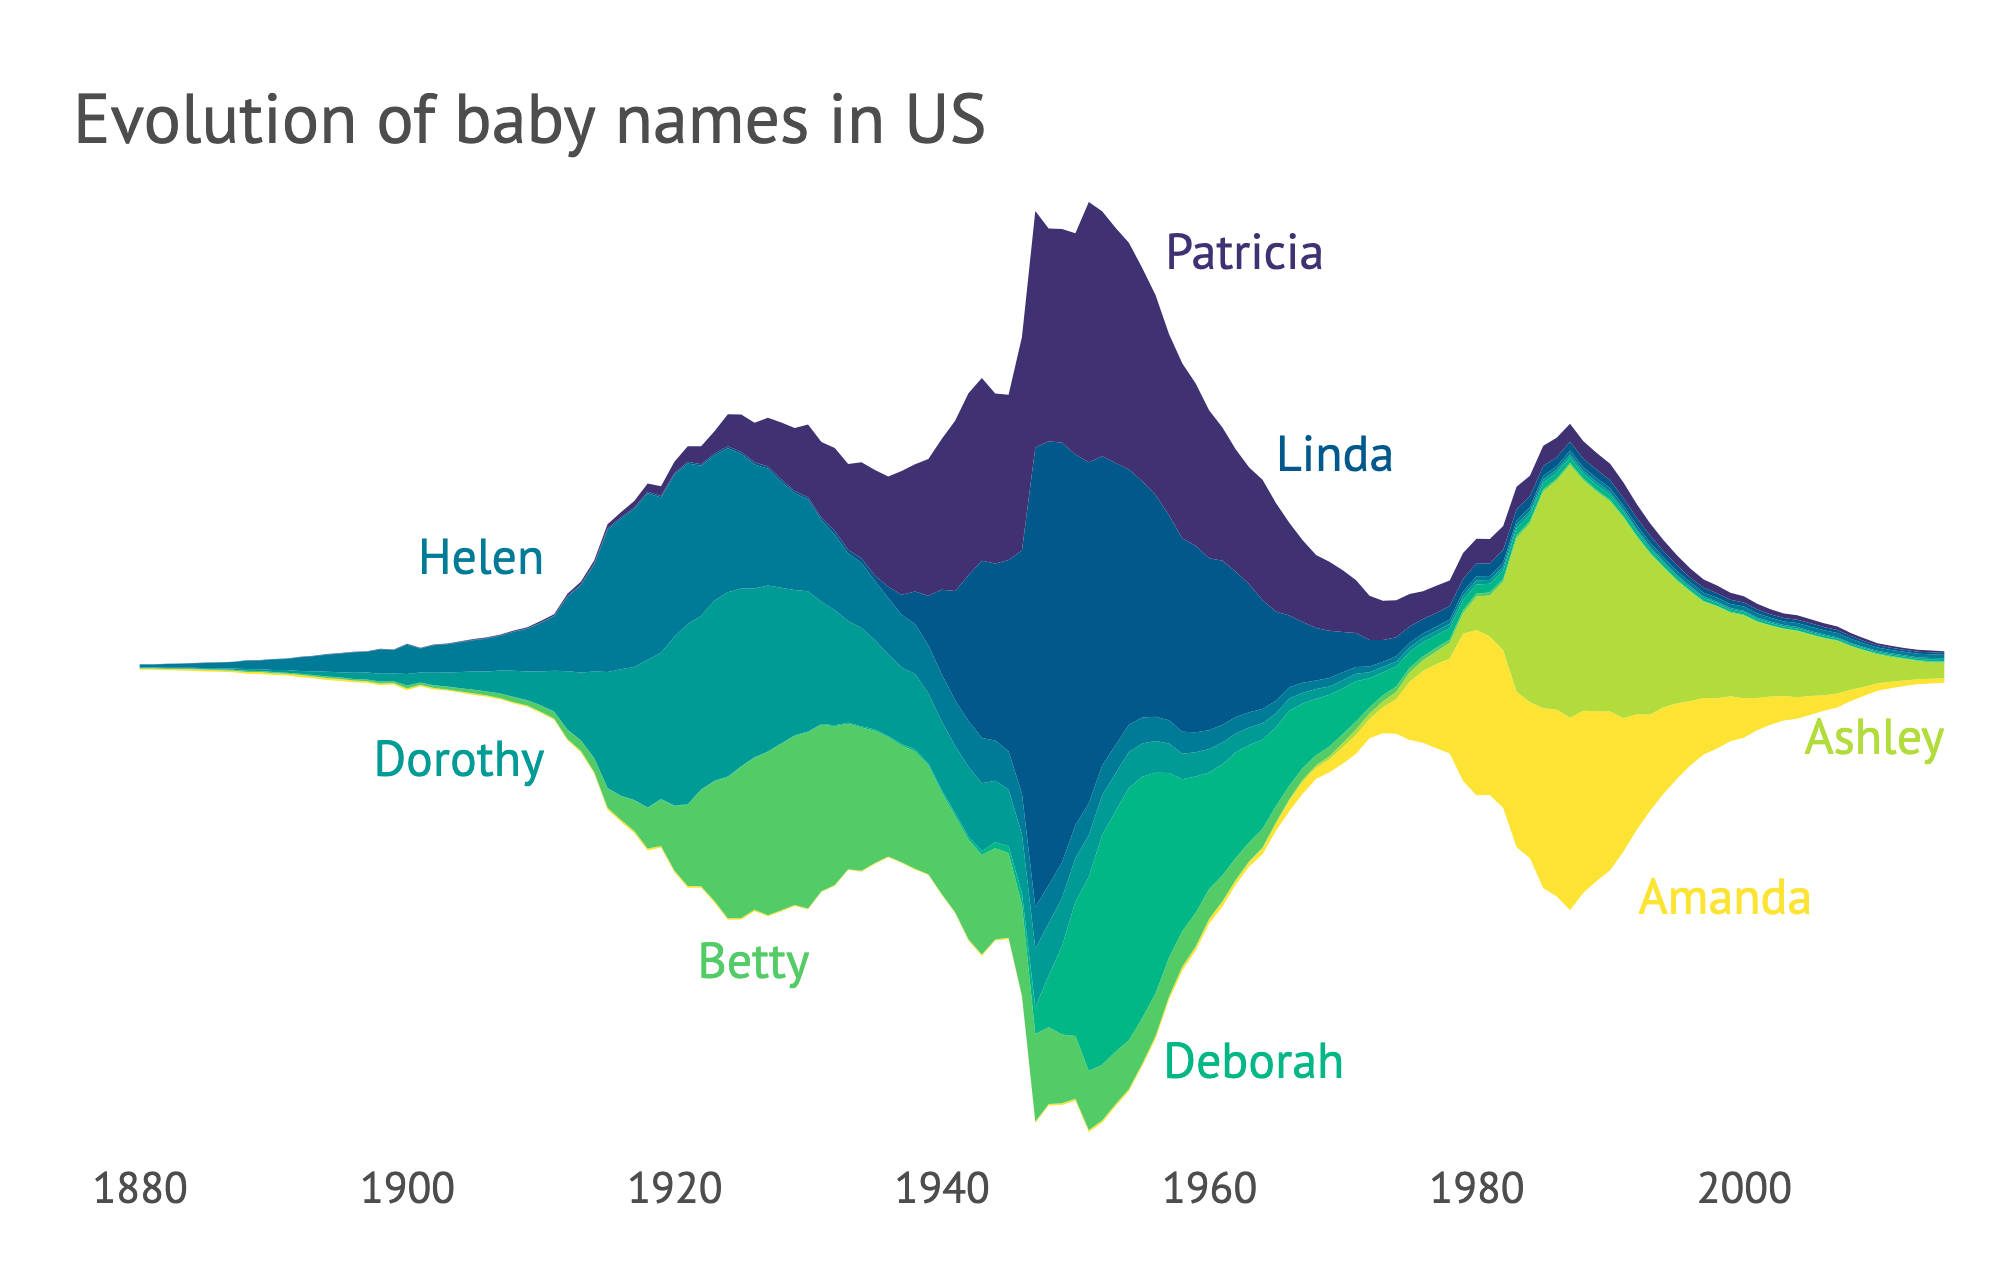 Evolution of baby names in US
Patricia
Linda
Helen
Dorothy
Ashley
Amanda
Betty
Deborah
1880 1900 1920 1940 1960 1980 2000